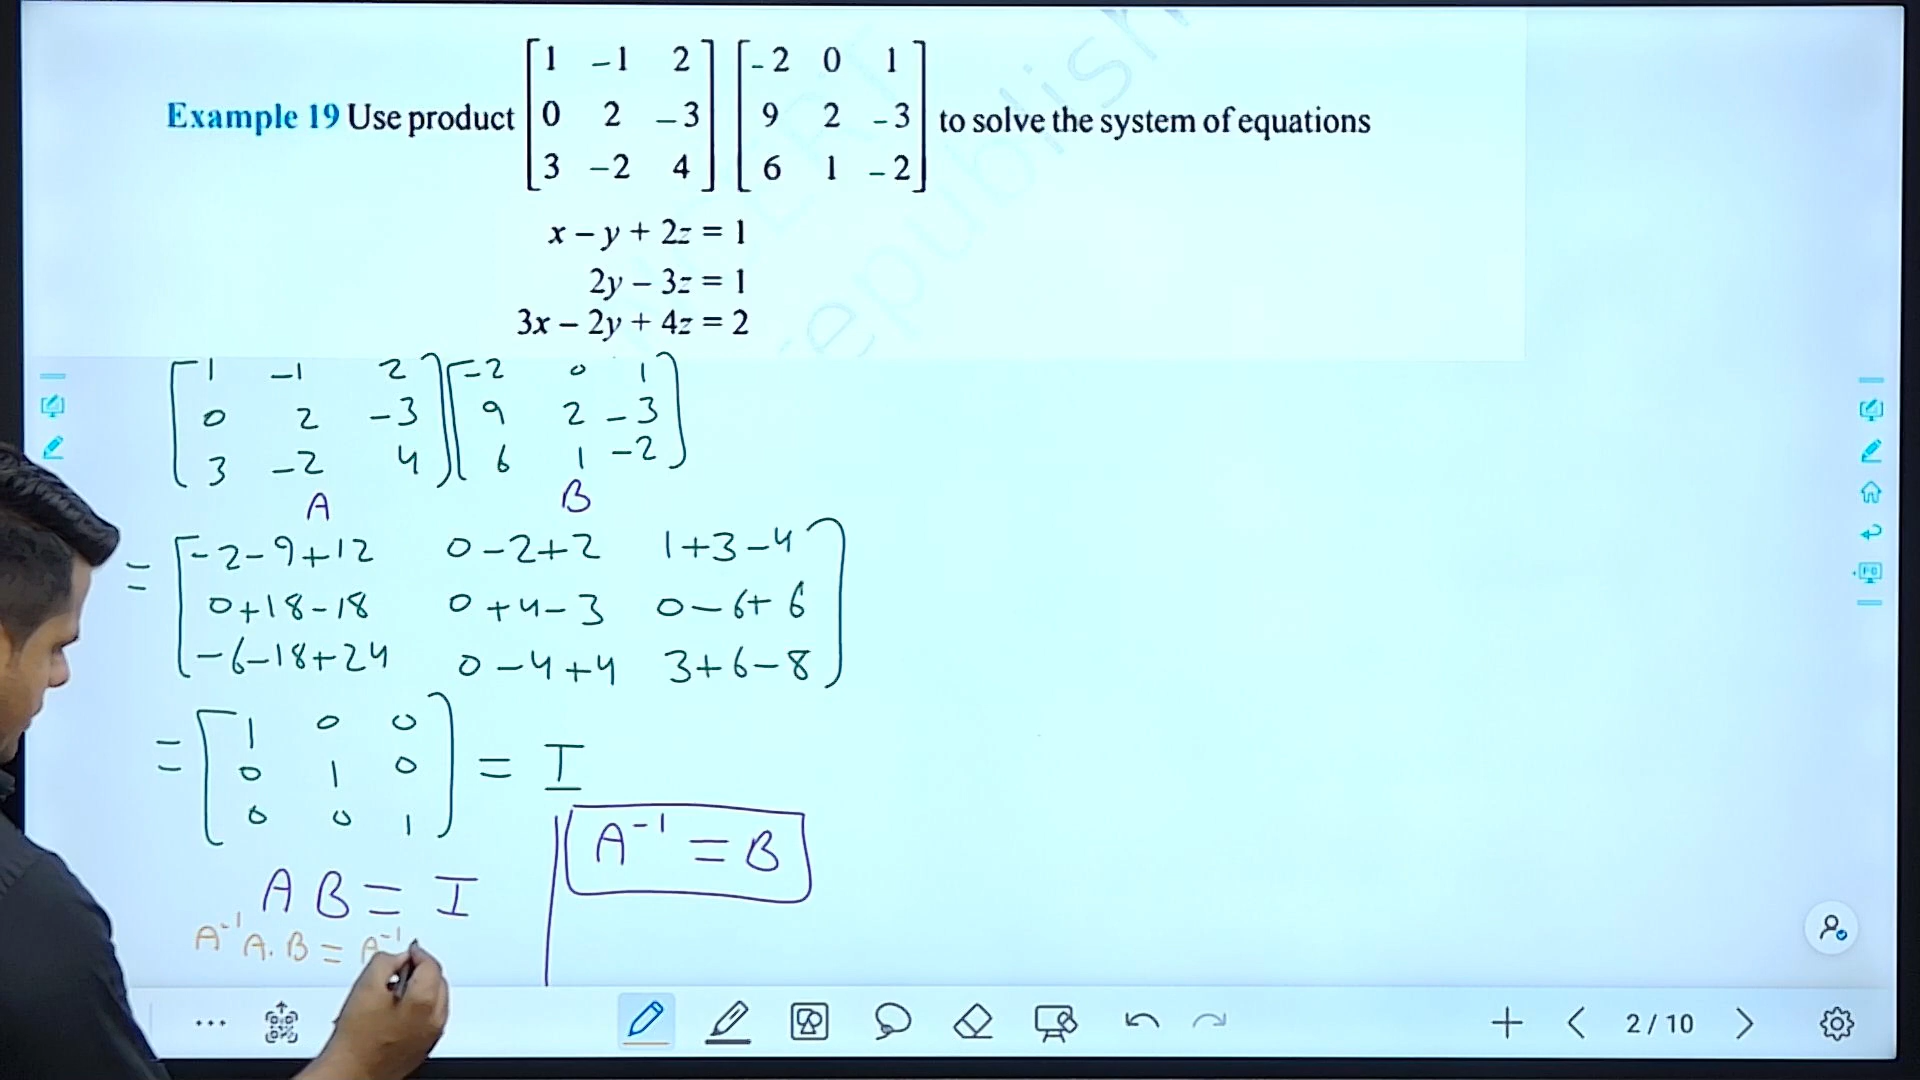 1 -1 2 - 2 0 1
Example 19 Use product 0 2 - 3 9 2 - 3 to solve the system of equations
3 -2 4 6 1 - 2
x - y + 2z = 1
2y - 3z = 1
3x - 2y + 4z = 2
1 -1 2 -2 0 1
0 2 -3 9 2 -3
3 -2 4 6 1 -2
A B
= -2-9+12 0-2+2 1+3-4
0+18-18 0+4-3 0-6+6
-6-18+24 0-4+4 3+6-8
1 0 0
= 0 1 0 = I
0 0 1
A⁻¹ = B
AB = I
A⁻¹A.B = A⁻¹
2 / 10